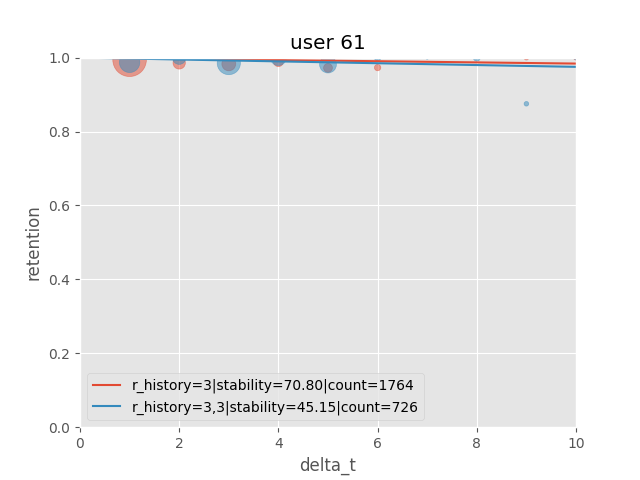 user 61
1.0
0.8
0.6
0.4
0.2
0.0
retention
r_history=3|stability=70.80|count=1764
r_history=3,3|stability=45.15|count=726
0 2 4 6 8 10
delta_t